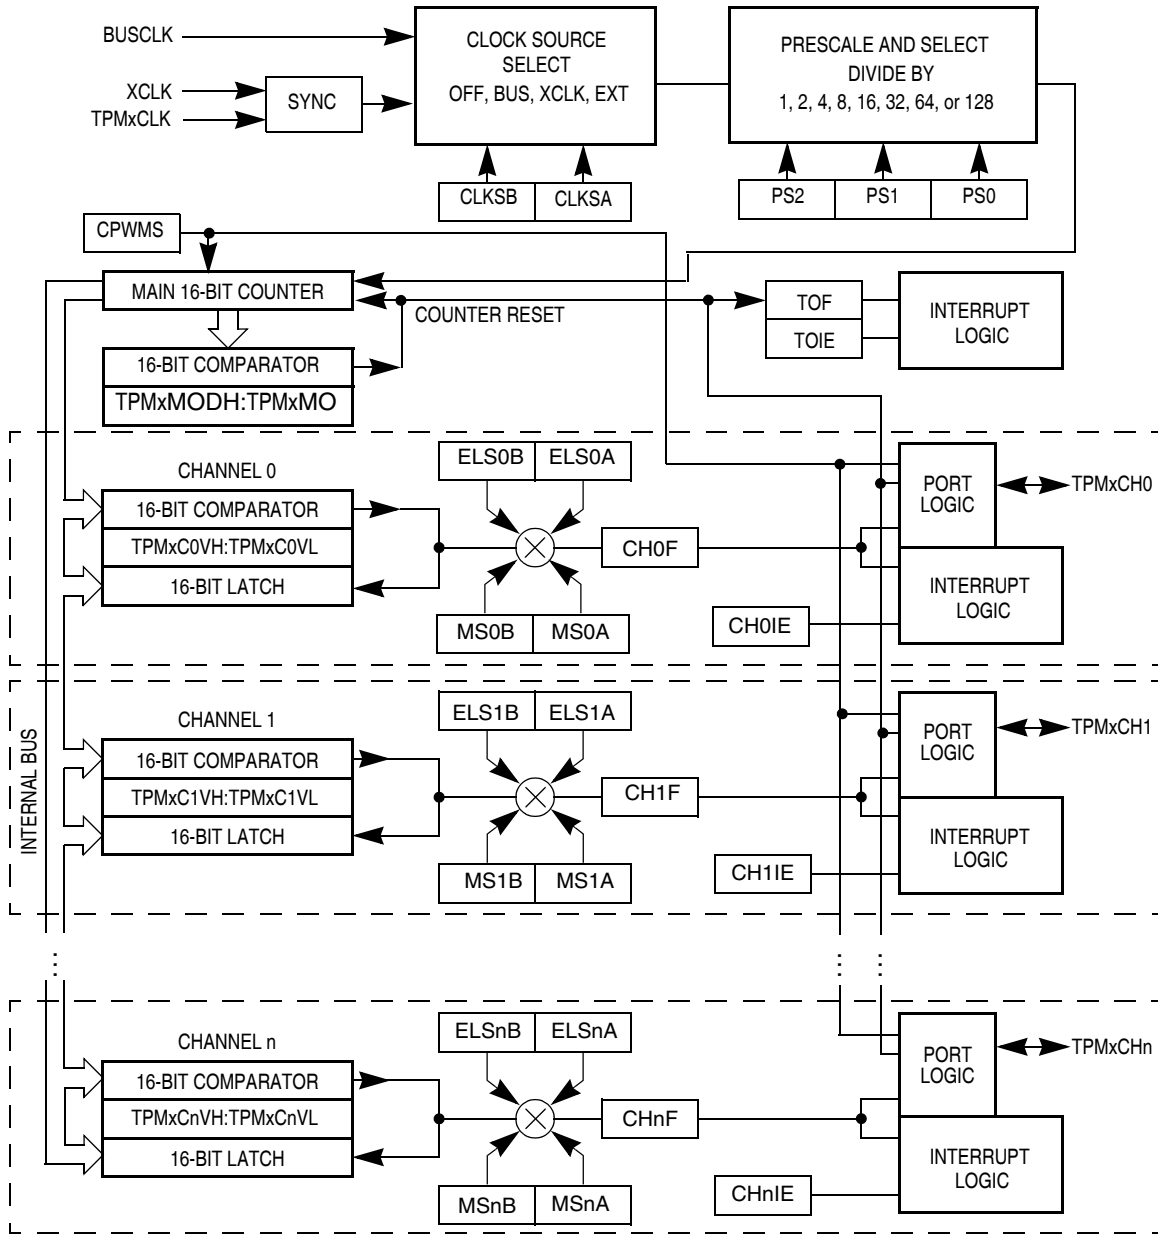 BUSCLK
XCLK
TPMxCLK
SYNC
CLOCK SOURCE
SELECT
OFF, BUS, XCLK, EXT
PRESCALE AND SELECT
DIVIDE BY
1, 2, 4, 8, 16, 32, 64, or 128
CLKSB
CLKSA
PS2
PS1
PS0
CPWMS
MAIN 16-BIT COUNTER
COUNTER RESET
TOF
TOIE
INTERRUPT
LOGIC
16-BIT COMPARATOR
TPMxMODH:TPMxMO
CHANNEL 0
ELS0B
ELS0A
16-BIT COMPARATOR
TPMxC0VH:TPMxC0VL
16-BIT LATCH
CH0F
MS0B
MS0A
CH0IE
PORT
LOGIC
TPMxCH0
INTERRUPT
LOGIC
INTERNAL BUS
CHANNEL 1
ELS1B
ELS1A
16-BIT COMPARATOR
TPMxC1VH:TPMxC1VL
16-BIT LATCH
CH1F
MS1B
MS1A
CH1IE
PORT
LOGIC
TPMxCH1
INTERRUPT
LOGIC
...
...
...
CHANNEL n
ELSnB
ELSnA
16-BIT COMPARATOR
TPMxCnVH:TPMxCnVL
16-BIT LATCH
CHnF
MSnB
MSnA
CHnIE
PORT
LOGIC
TPMxCHn
INTERRUPT
LOGIC